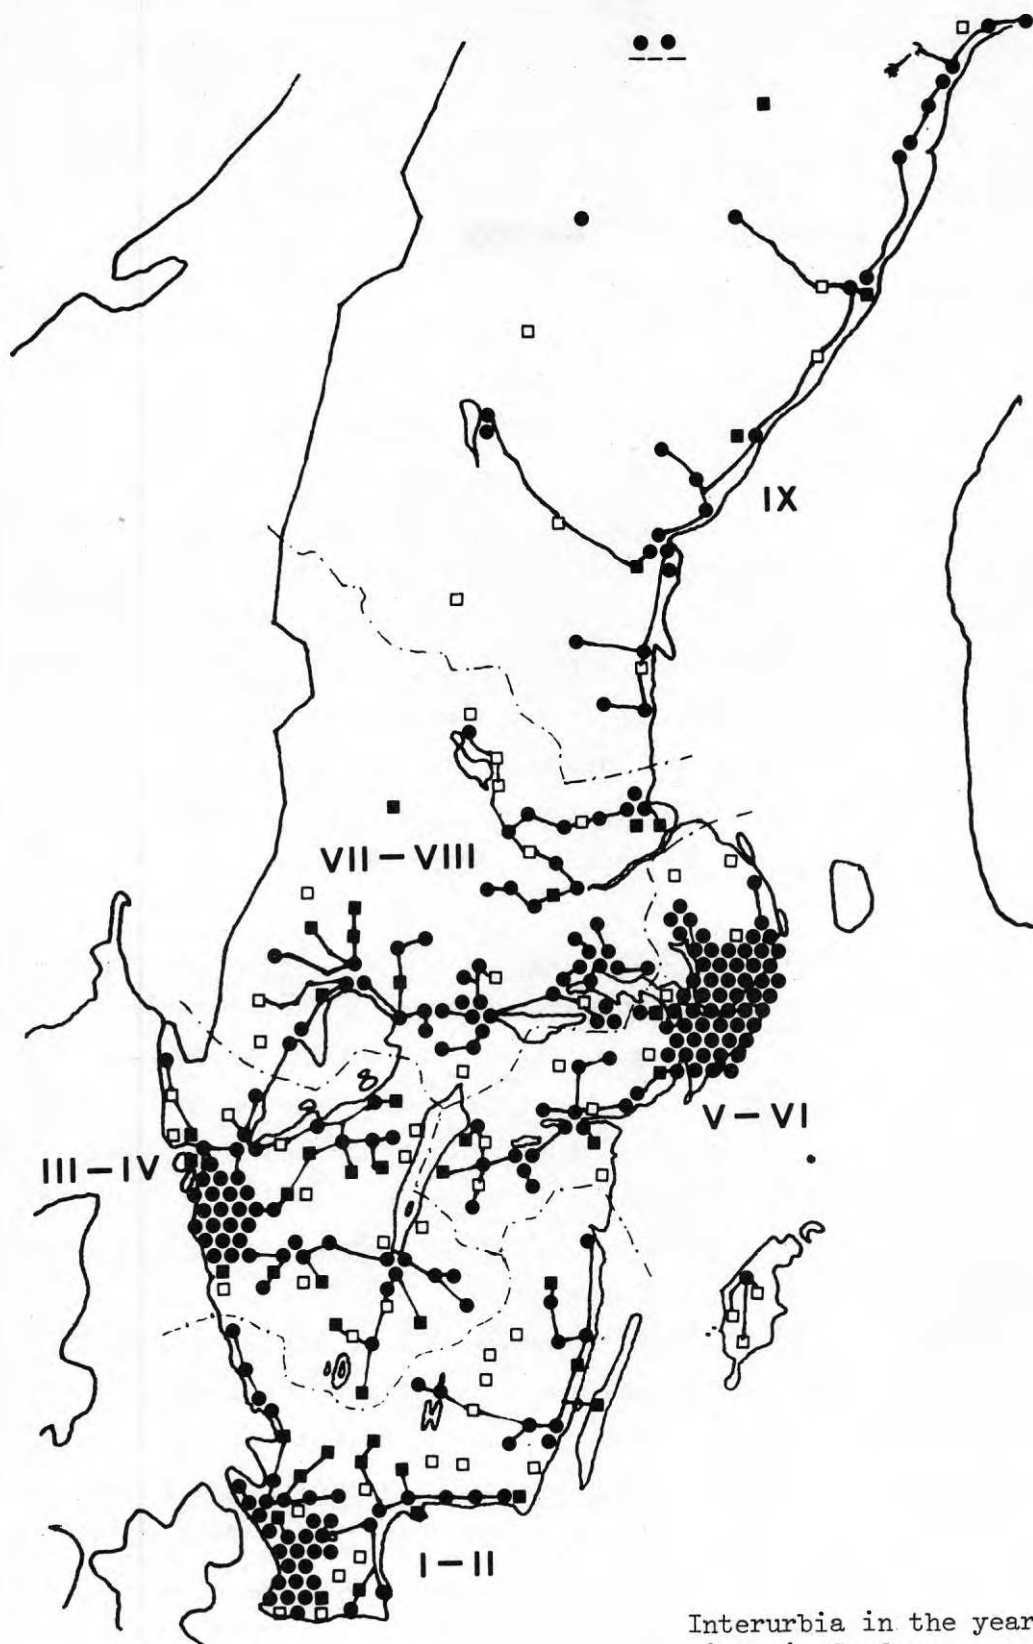 IX
VII – VIII
V – VI
III – IV
I – II
Interurbia in the year